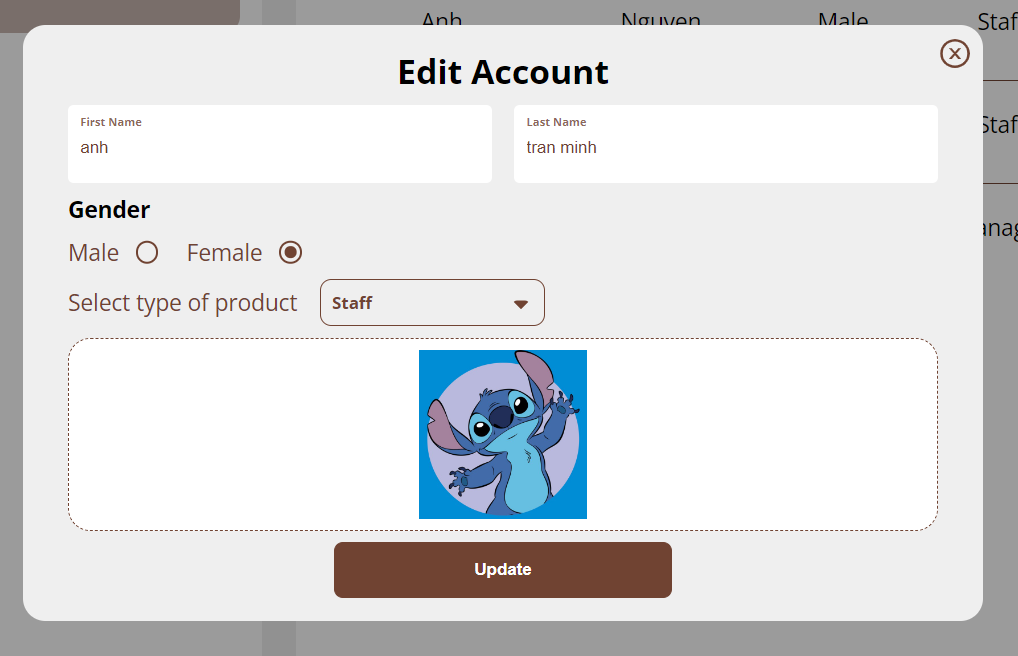 Anh Nguyen Male Staf
Edit Account
First Name
anh
Last Name
tran minh
Staf
Gender
anag
Male Female
Select type of product Staff
Update